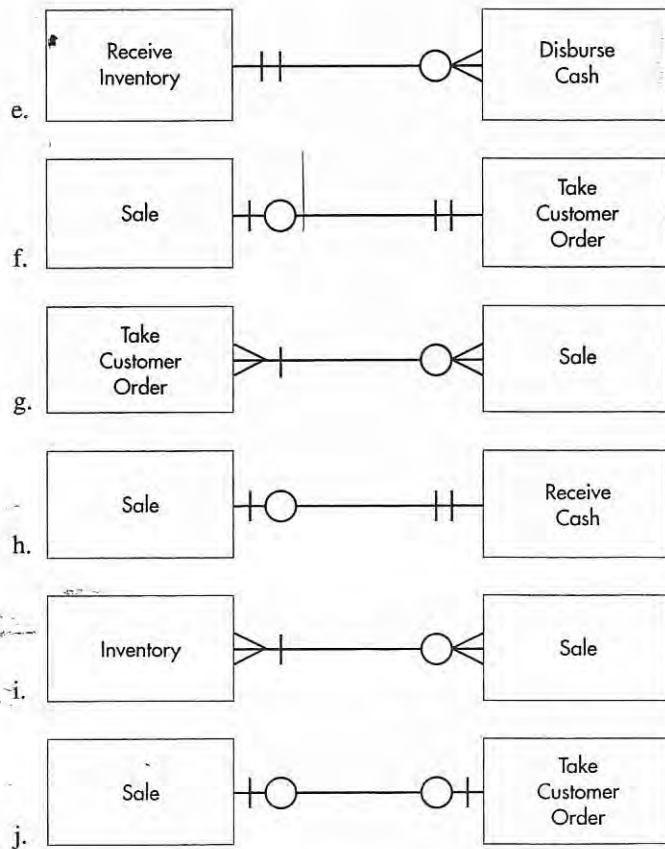 Receive
Inventory
Disburse
Cash
e.
Sale
Take
Customer
Order
f.
Take
Customer
Order
Sale
g.
Sale
Receive
Cash
h.
Inventory
Sale
i.
Sale
Take
Customer
Order
j.